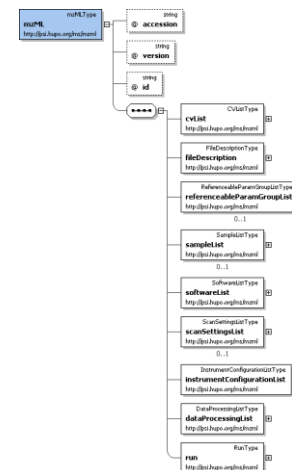 mzMLType
mzML
http://psi.hupo.org/ms/mzml
string
@ accession
string
@ version
string
@ id
CVListType
cvList
http://psi.hupo.org/ms/mzml
FileDescriptionType
fileDescription
http://psi.hupo.org/ms/mzml
ReferenceableParamGroupListType
referenceableParamGroupList
http://psi.hupo.org/ms/mzml
0..1
SampleListType
sampleList
http://psi.hupo.org/ms/mzml
0..1
SoftwareListType
softwareList
http://psi.hupo.org/ms/mzml
ScanSettingsListType
scanSettingsList
http://psi.hupo.org/ms/mzml
0..1
InstrumentConfigurationListType
instrumentConfigurationList
http://psi.hupo.org/ms/mzml
DataProcessingListType
dataProcessingList
http://psi.hupo.org/ms/mzml
RunType
run
http://psi.hupo.org/ms/mzml